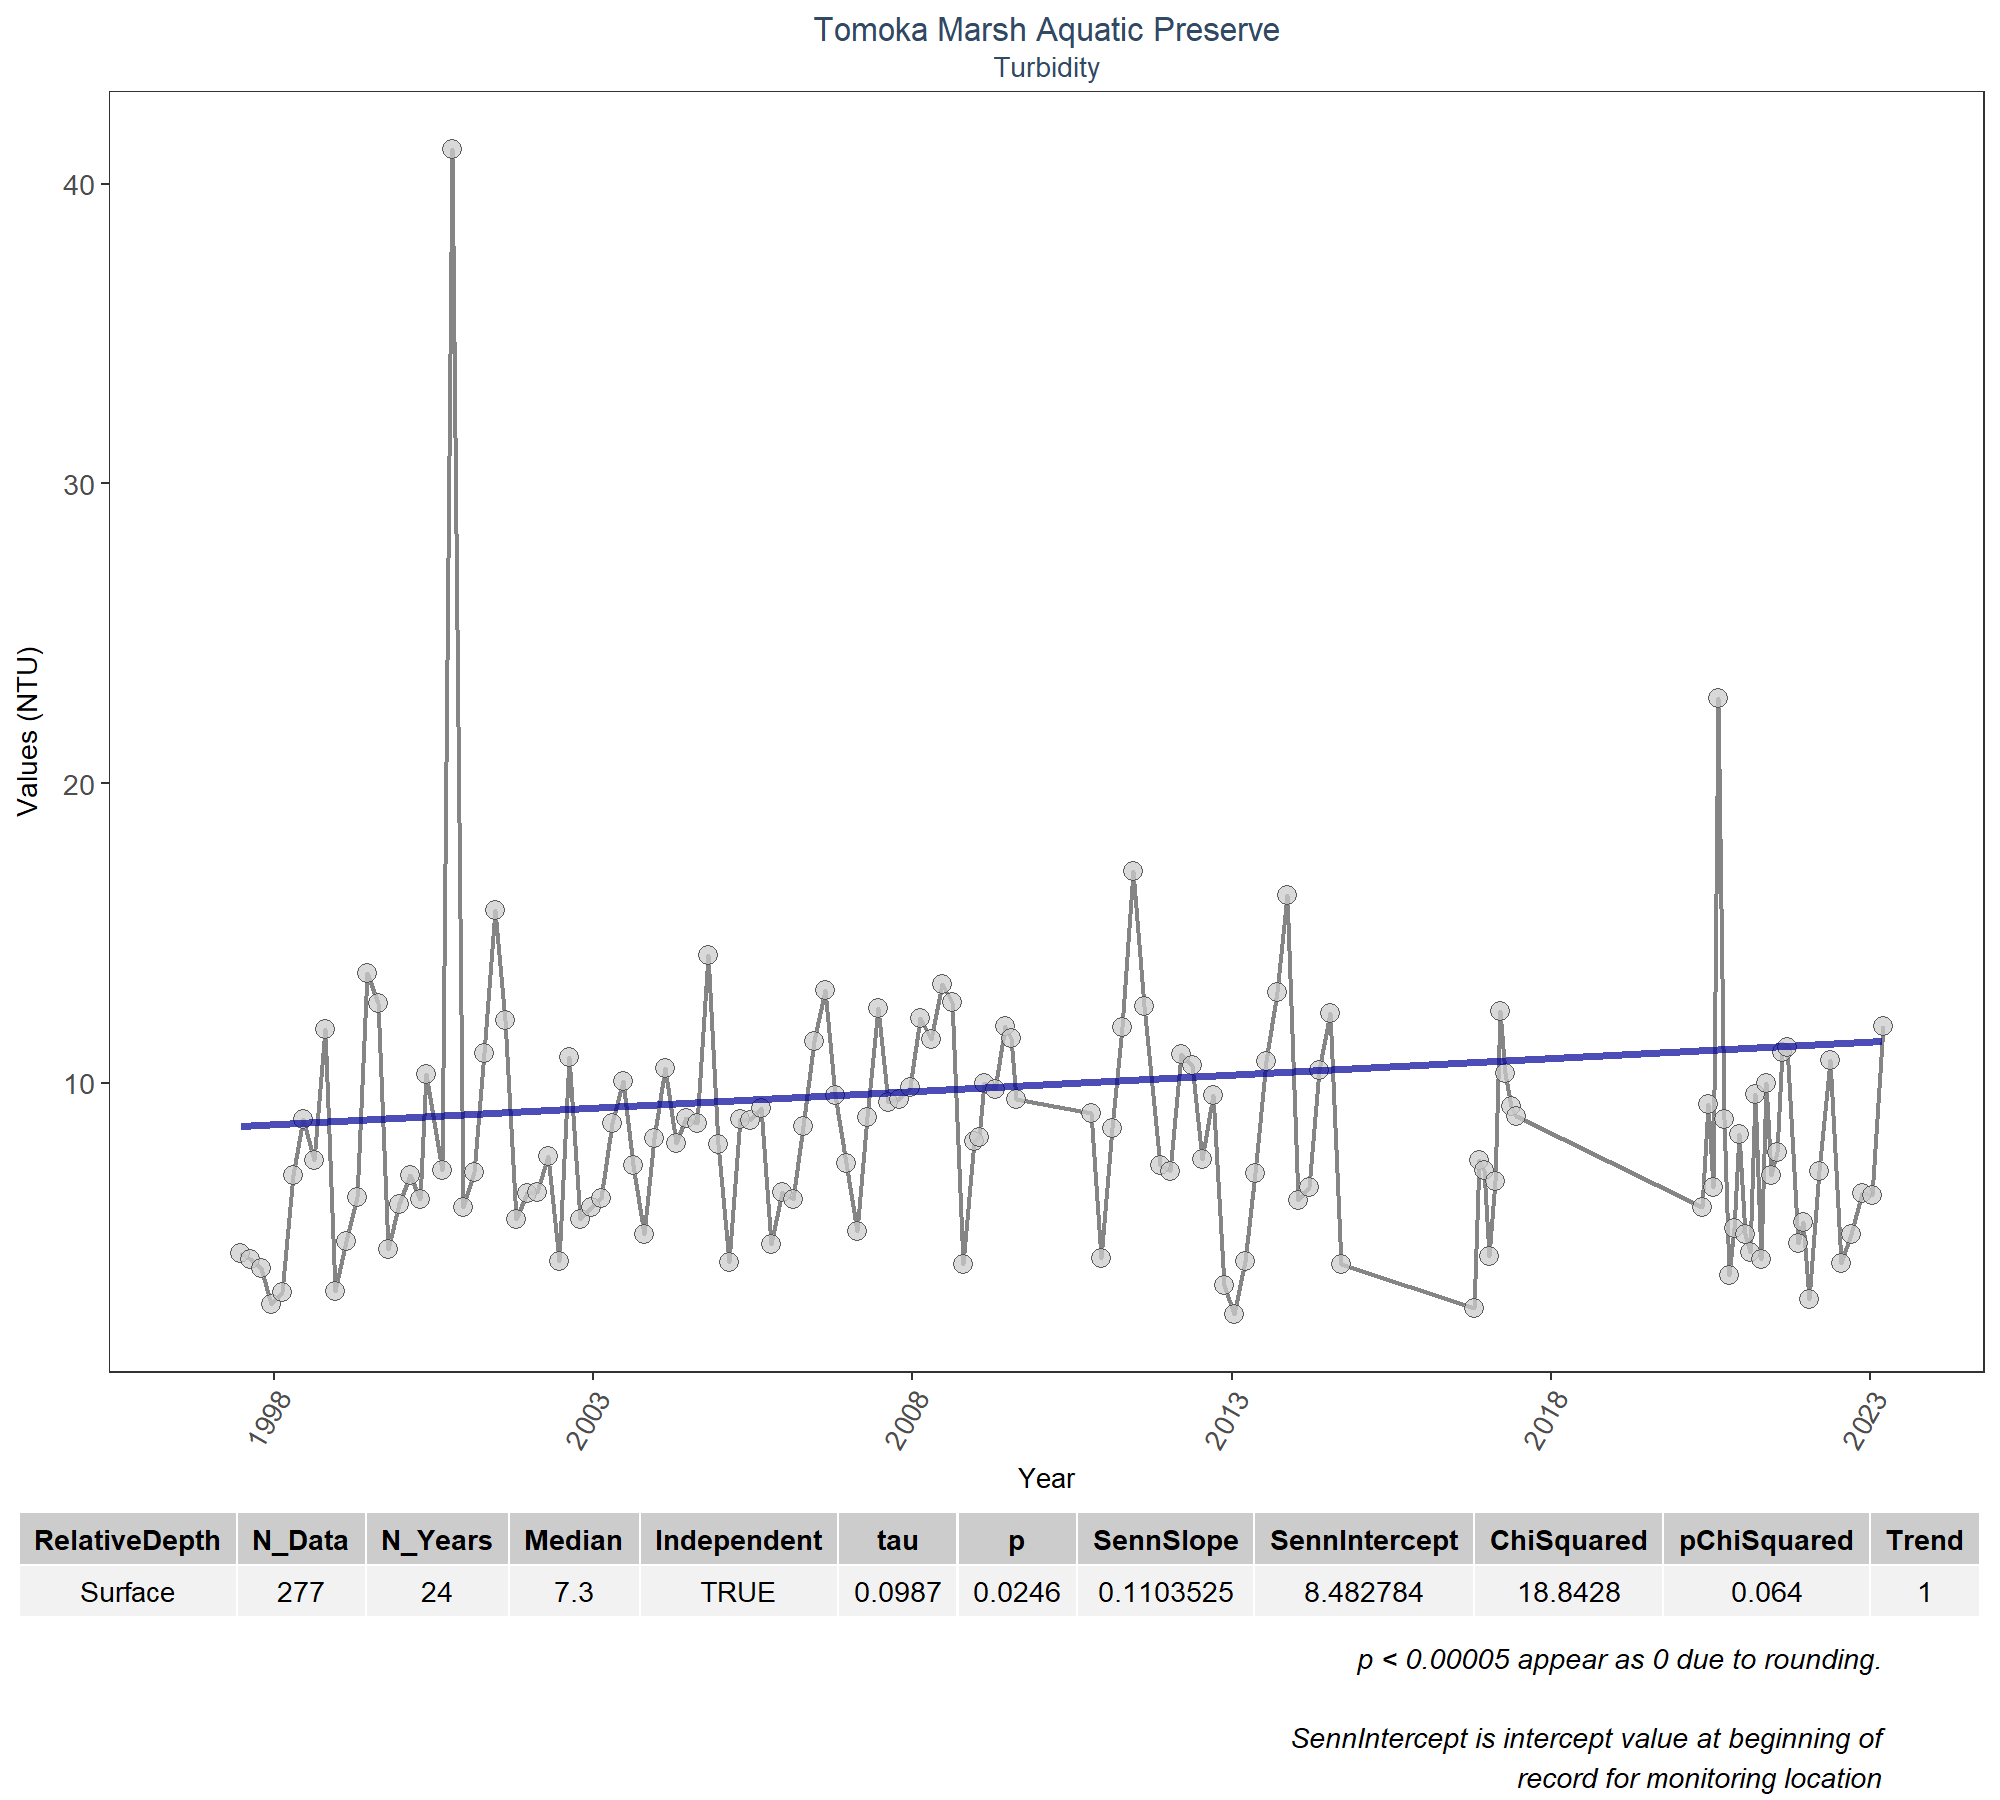 Tomoka Marsh Aquatic Preserve
Turbidity
40
30
20
10
Values (NTU)
1998
2003
2008
2013
2018
2023
Year
RelativeDepth N_Data N_Years Median Independent tau p SennSlope SennIntercept ChiSquared pChiSquared Trend
Surface 277 24 7.3 TRUE 0.0987 0.0246 0.1103525 8.482784 18.8428 0.064 1
p < 0.00005 appear as 0 due to rounding.
SennIntercept is intercept value at beginning of
record for monitoring location